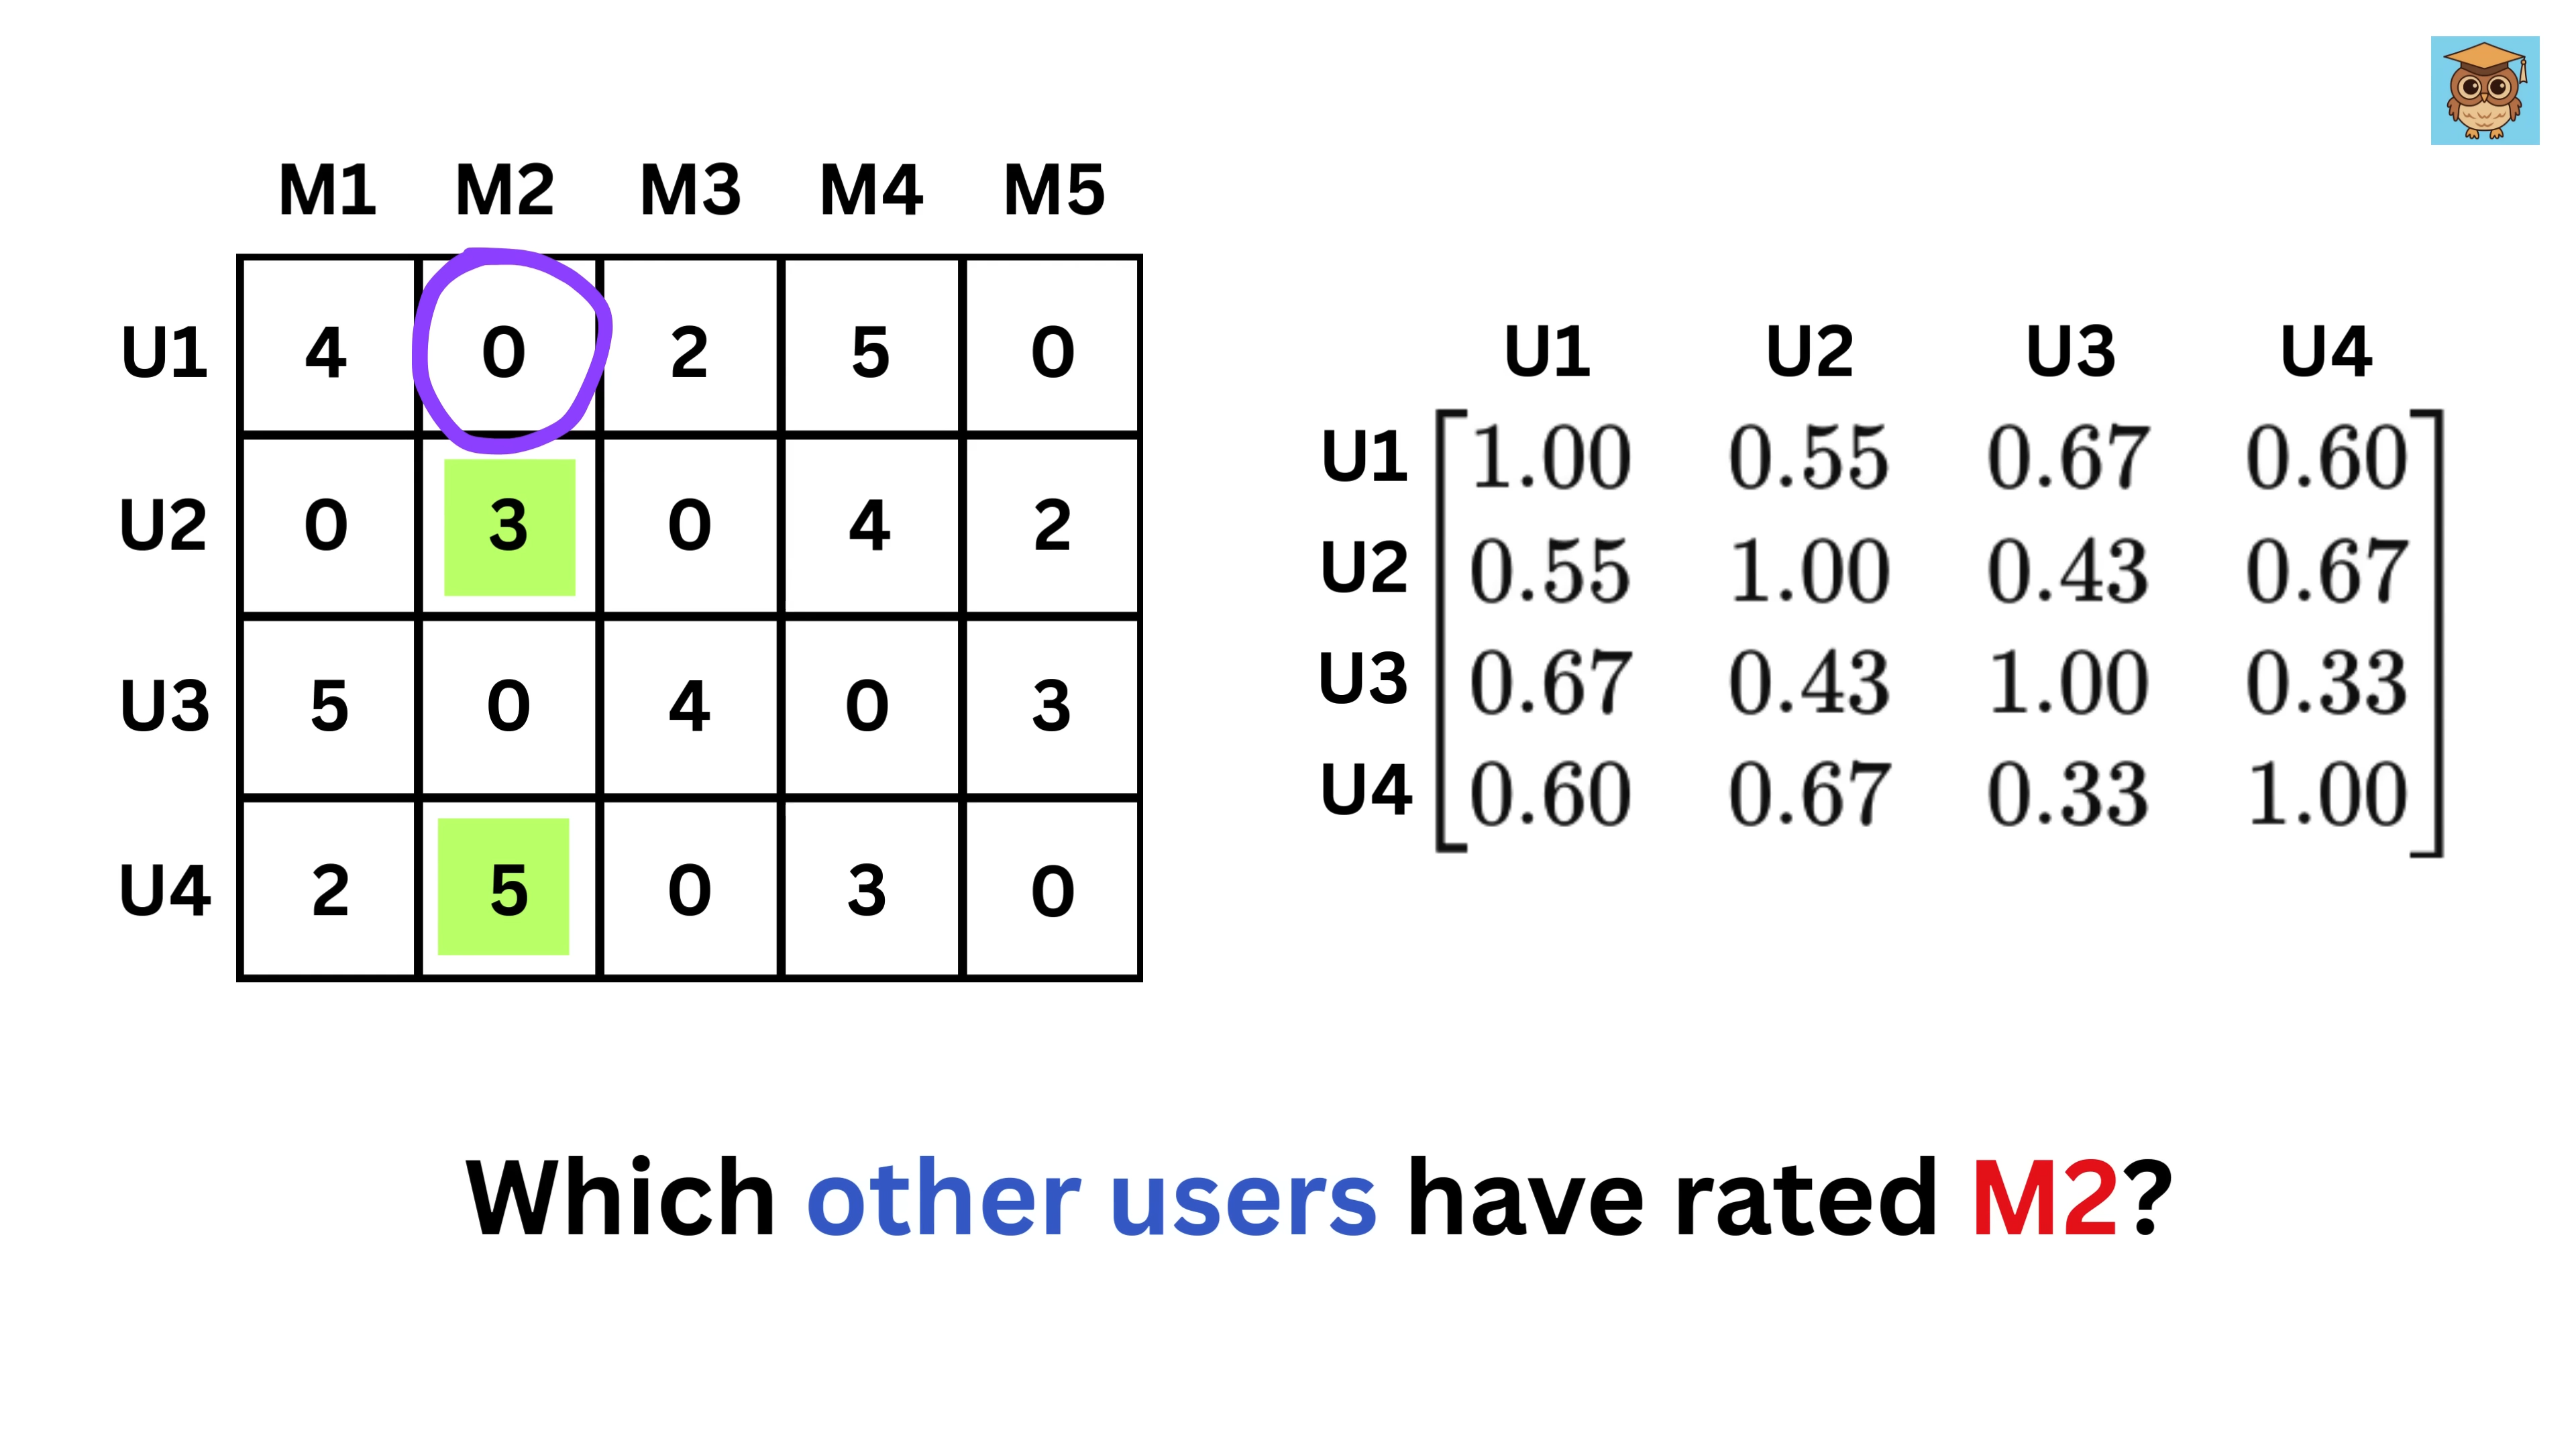 M1 M2 M3 M4 M5
U1 4 0 2 5 0
U2 0 3 0 4 2
U3 5 0 4 0 3
U4 2 5 0 3 0
U1 U2 U3 U4
U1 1.00 0.55 0.67 0.60
U2 0.55 1.00 0.43 0.67
U3 0.67 0.43 1.00 0.33
U4 0.60 0.67 0.33 1.00
Which other users have rated M2?